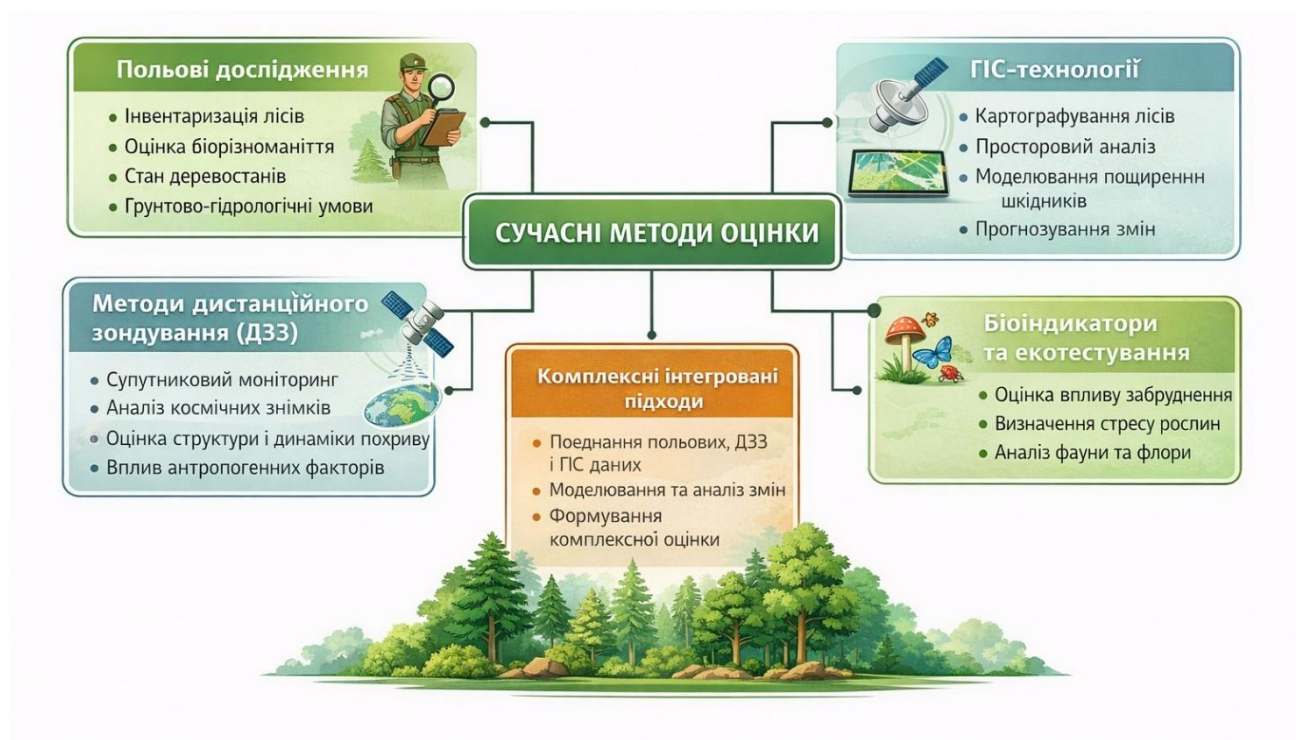 Польові дослідження
• Інвентаризація лісів
• Оцінка біорізноманіття
• Стан деревостанів
• Грунтово-гідрологічні умови
ГІС-технології
• Картографування лісів
• Просторовий аналіз
• Моделювання пощиреннн
шкідників
• Прогнозування змін
СУЧАСНІ МЕТОДИ ОЦІНКИ
Методи дистанційного
зондування (ДЗЗ)
• Супутниковий моніторинг
• Аналіз космічних знімків
• Оцінка структури і динаміки похриву
• Вплив антропогенних факторів
Комплексні інтегровані
підходи
• Поєднання польових, ДЗЗ
і ГІС даних
• Моделювання та аналіз змін
• Формування
комплексної оцінки
Біоіндикатори
та екотестування
• Оцінка впливу забруднення
• Визначення стресу рослин
• Аналіз фауни та флори